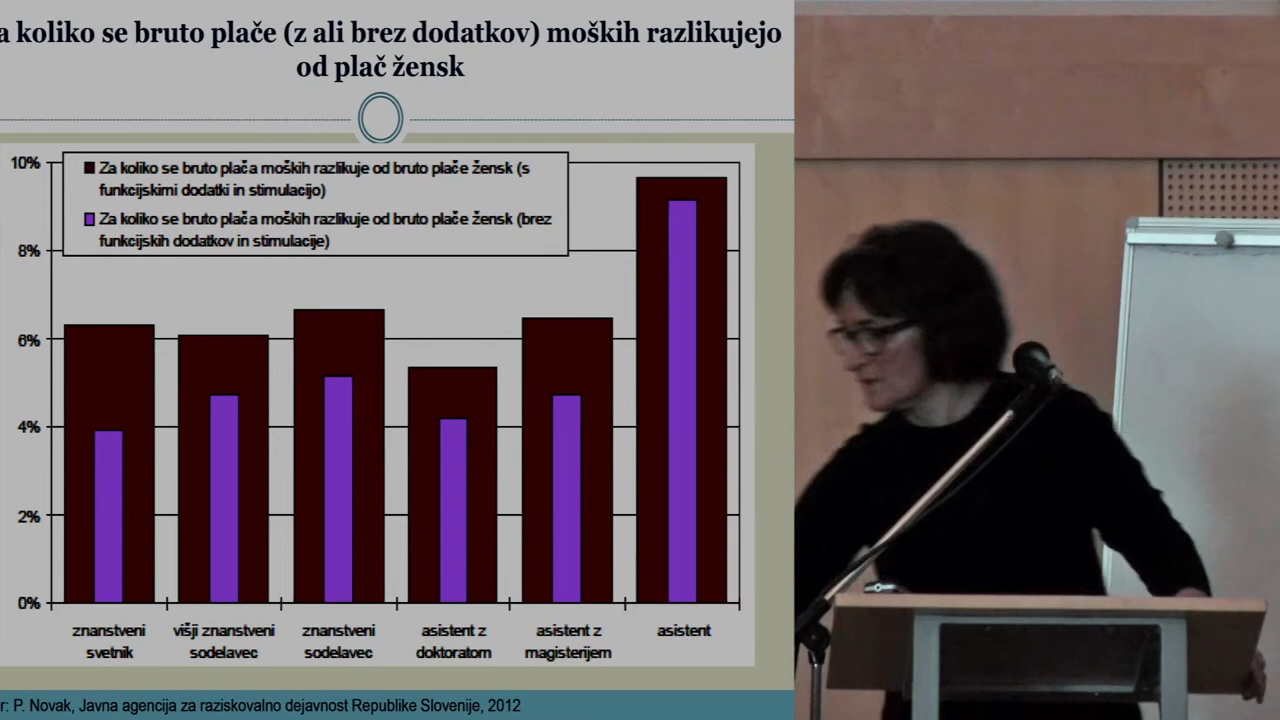 a koliko se bruto plače (z ali brez dodatkov) moških razlikujejo
od plač žensk
10%
Za koliko se bruto plača moških razlikuje od bruto plače žensk (s
funkcijskimi dodatki in stimulacijo)
Za koliko se bruto plača moških razlikuje od bruto plače žensk (brez
funkcijskih dodatkov in stimulacije)
8%
6%
4%
2%
0%
znanstveni
svetnik
višji znanstveni
sodelavec
znanstveni
sodelavec
asistent z
doktoratom
asistent z
magisterijem
asistent
r: P. Novak, Javna agencija za raziskovalno dejavnost Republike Slovenije, 2012